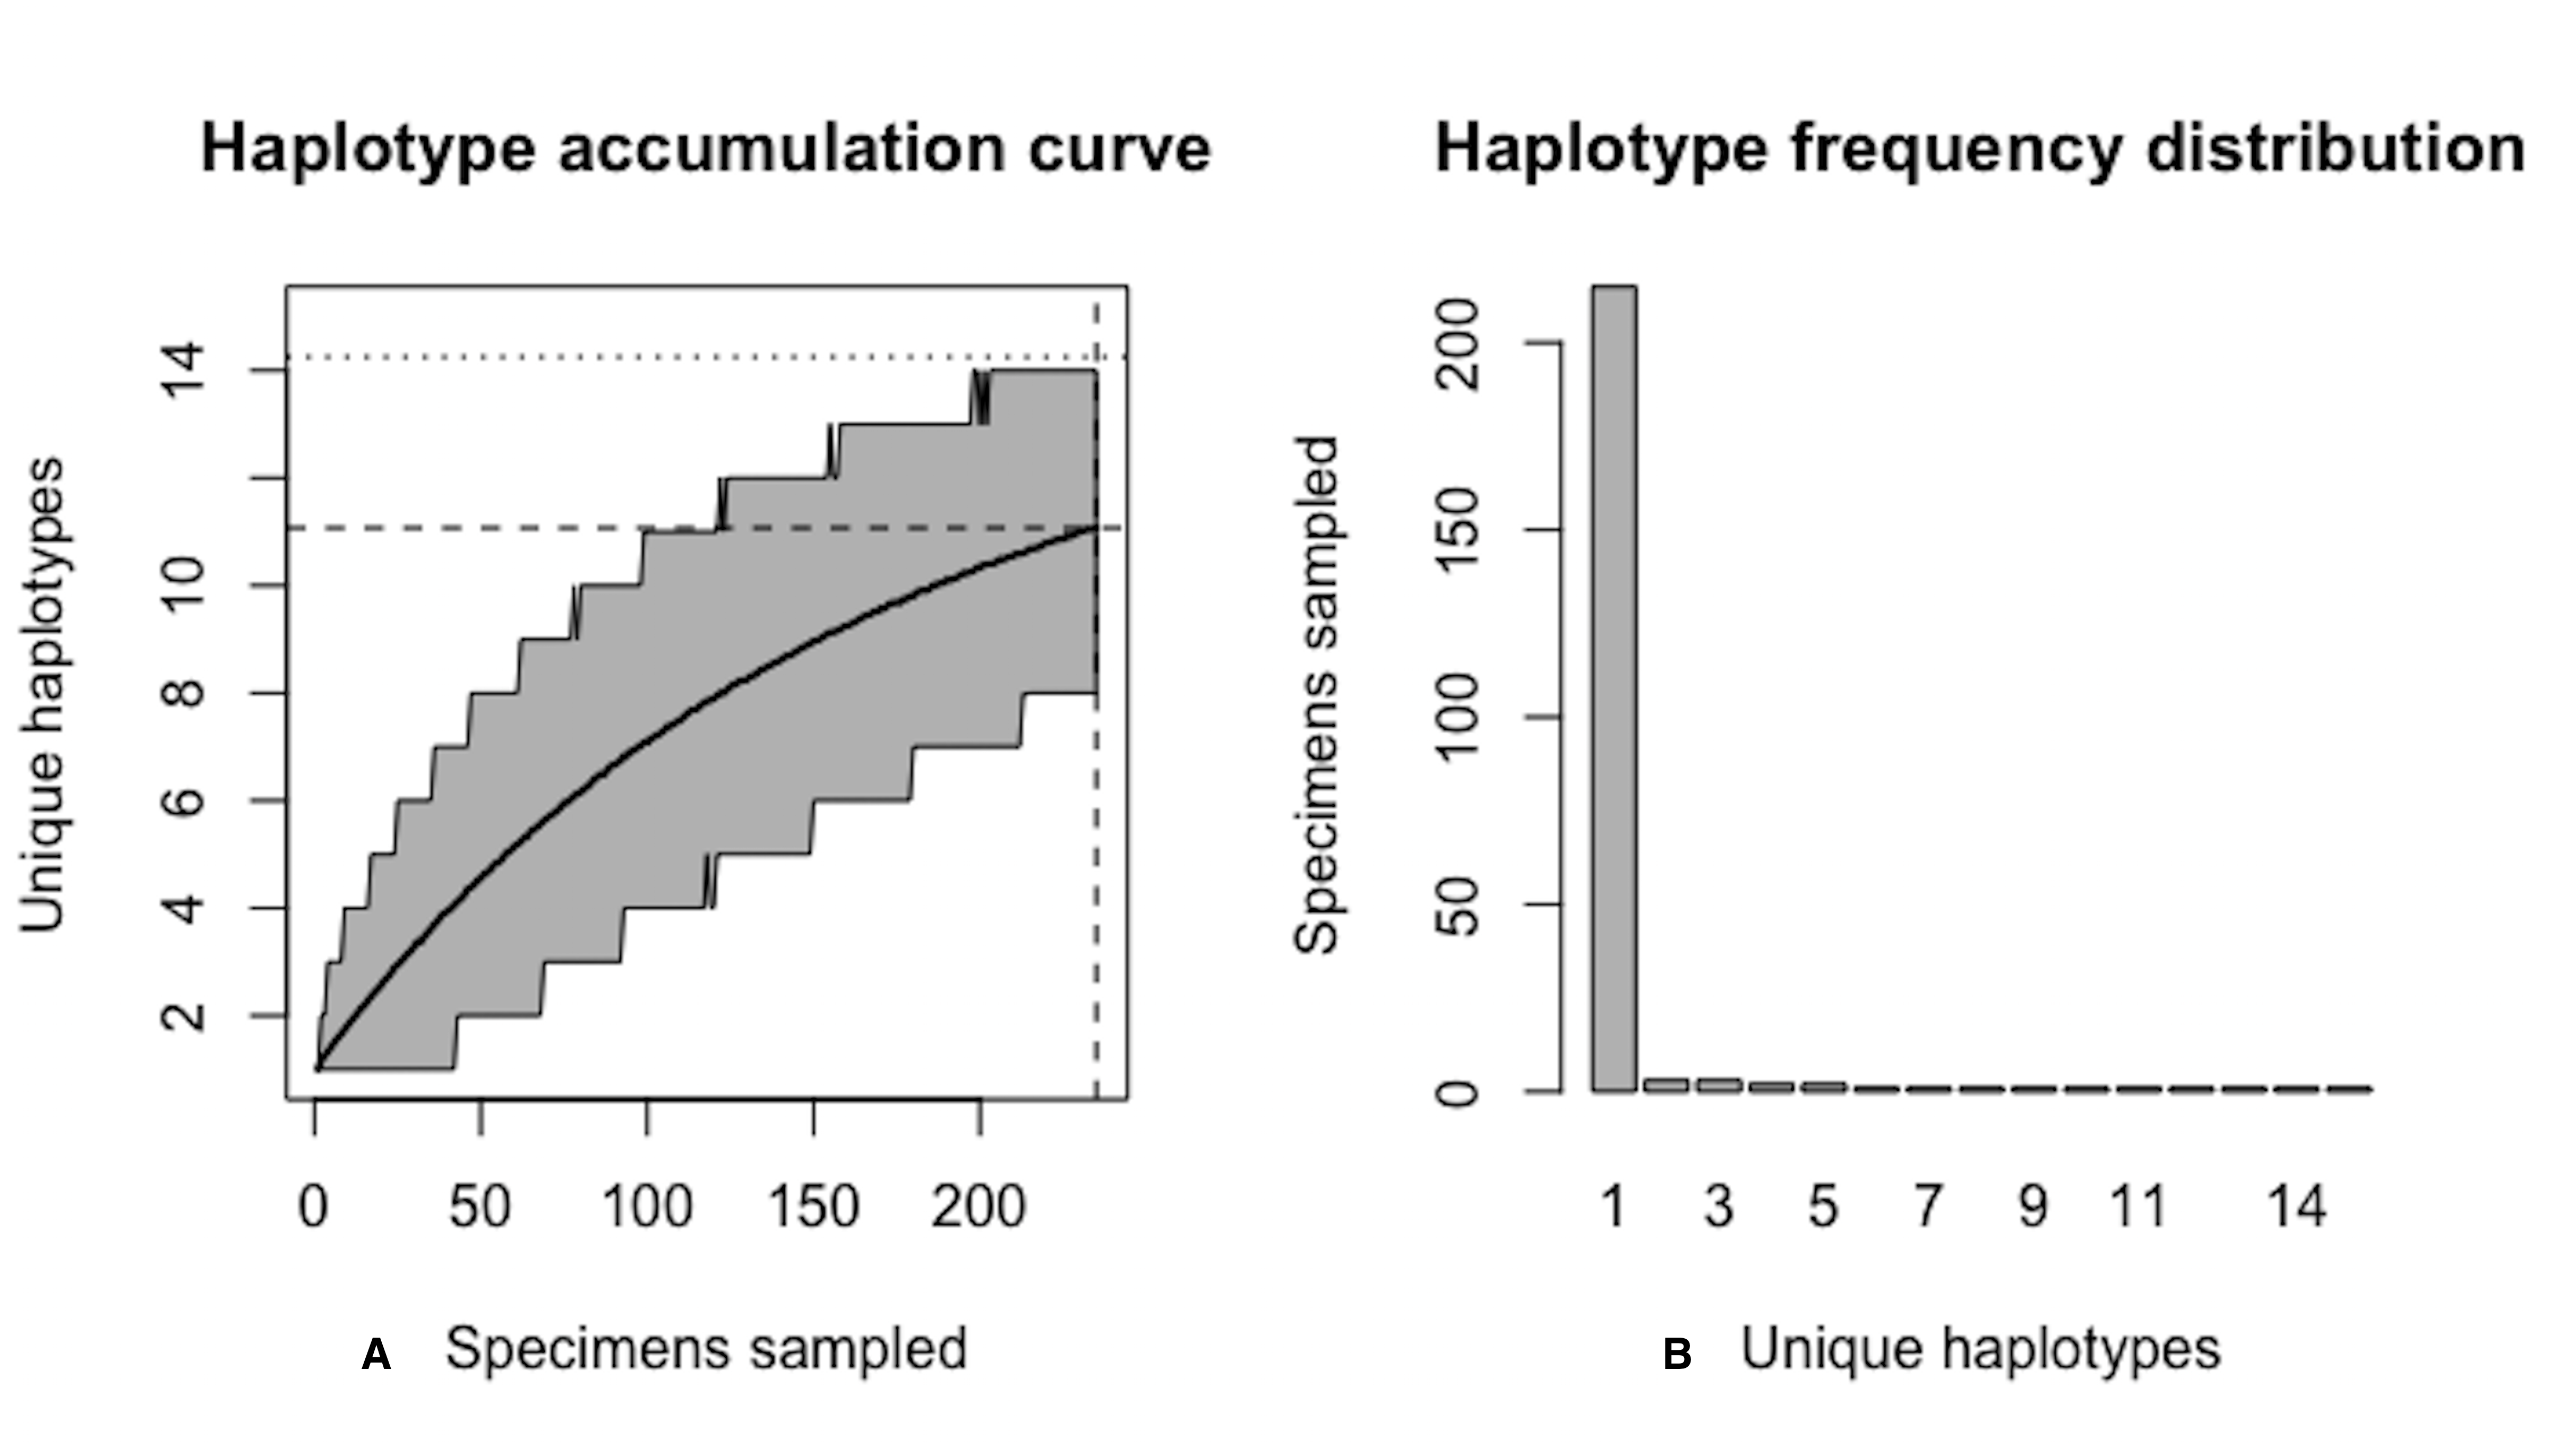 Haplotype accumulation curve
Unique haplotypes
14
10
8
6
4
2
0 50 100 150 200
A Specimens sampled
Haplotype frequency distribution
Specimens sampled
200
150
100
50
0
1 3 5 7 9 11 14
B Unique haplotypes